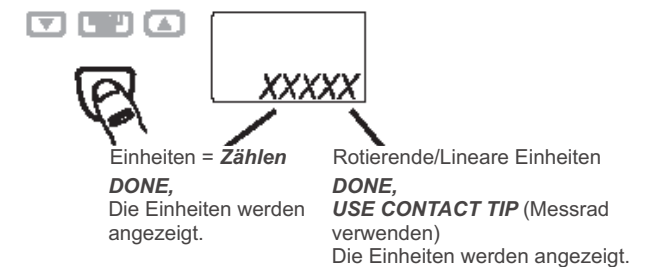 XXXXX
Einheiten = Zählen
DONE,
Die Einheiten werden
angezeigt.
Rotierende/Lineare Einheiten
DONE,
USE CONTACT TIP (Messrad
verwenden)
Die Einheiten werden angezeigt.